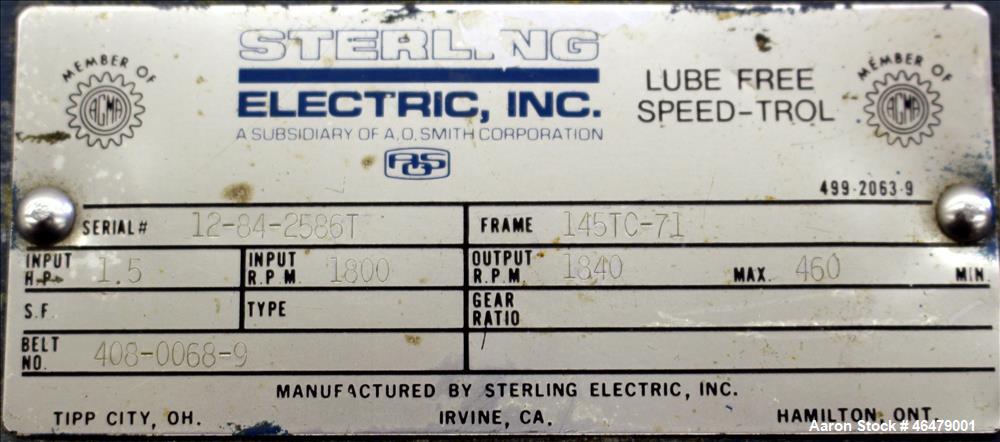 STERLING
ELECTRIC, INC.
A SUBSIDIARY OF A.O. SMITH CORPORATION
AOS
MEMBER OF
AGMA
LUBE FREE
SPEED-TROL
MEMBER OF
AGMA
499-2063-9
SERIAL# 12-84-2586T FRAME 145TC-71
INPUT H.P. 1.5 INPUT R.P.M. 1800 OUTPUT R.P.M 1840 MAX. 460 MIN.
S.F. TYPE GEAR RATIO
BELT NO. 408-0068-9
MANUFACTURED BY STERLING ELECTRIC, INC.
TIPP CITY, OH. IRVINE, CA. HAMILTON, ONT.
Aaron Stock # 46479001